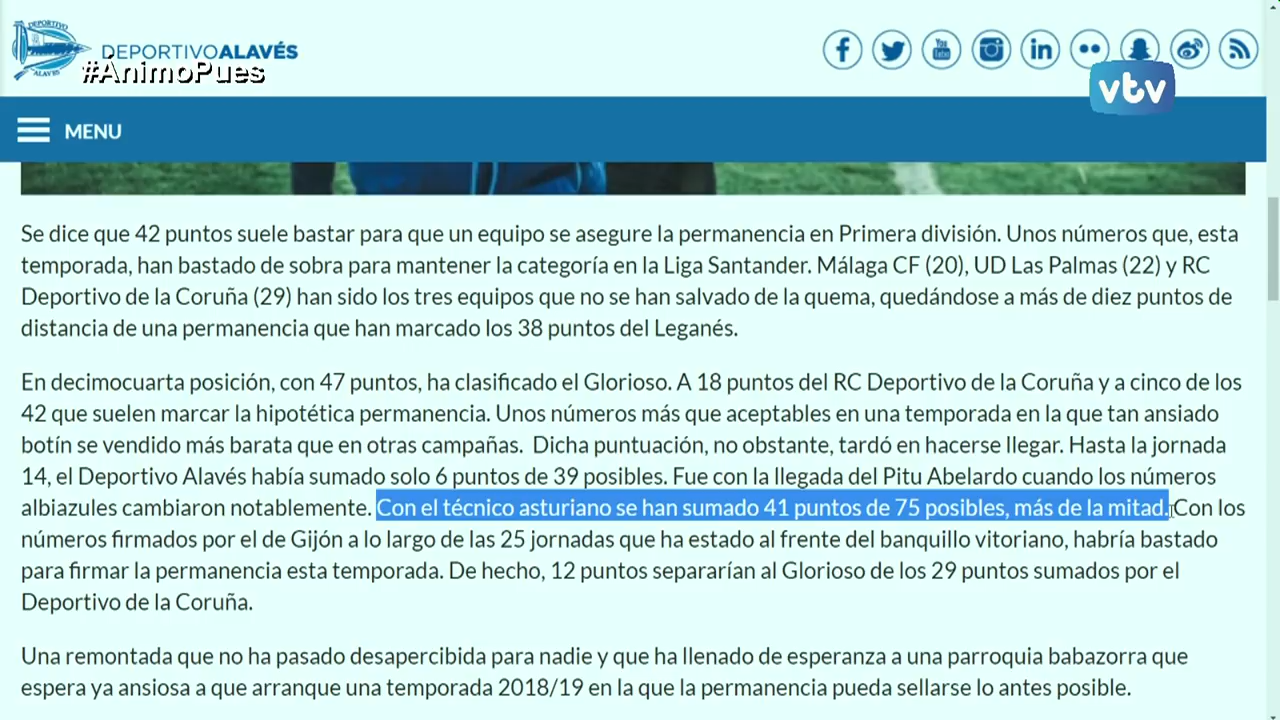 DEPORTIVO
ALAVÉS
DEPORTIVOALAVÉS
#AnimoPues
You
Tube
in
vtv
MENU
Se dice que 42 puntos suele bastar para que un equipo se asegure la permanencia en Primera división. Unos números que, esta
temporada, han bastado de sobra para mantener la categoría en la Liga Santander. Málaga CF (20), UD Las Palmas (22) y RC
Deportivo de la Coruña (29) han sido los tres equipos que no se han salvado de la quema, quedándose a más de diez puntos de
distancia de una permanencia que han marcado los 38 puntos del Leganés.
En decimocuarta posición, con 47 puntos, ha clasificado el Glorioso. A 18 puntos del RC Deportivo de la Coruña y a cinco de los
42 que suelen marcar la hipotética permanencia. Unos números más que aceptables en una temporada en la que tan ansiado
botín se vendido más barata que en otras campañas. Dicha puntuación, no obstante, tardó en hacerse llegar. Hasta la jornada
14, el Deportivo Alavés había sumado solo 6 puntos de 39 posibles. Fue con la llegada del Pitu Abelardo cuando los números
albiazules cambiaron notablemente. Con el técnico asturiano se han sumado 41 puntos de 75 posibles, más de la mitad. Con los
números firmados por el de Gijón a lo largo de las 25 jornadas que ha estado al frente del banquillo vitoriano, habría bastado
para firmar la permanencia esta temporada. De hecho, 12 puntos separarían al Glorioso de los 29 puntos sumados por el
Deportivo de la Coruña.
Una remontada que no ha pasado desapercibida para nadie y que ha llenado de esperanza a una parroquia babazorra que
espera ya ansiosa a que arranque una temporada 2018/19 en la que la permanencia pueda sellarse lo antes posible.